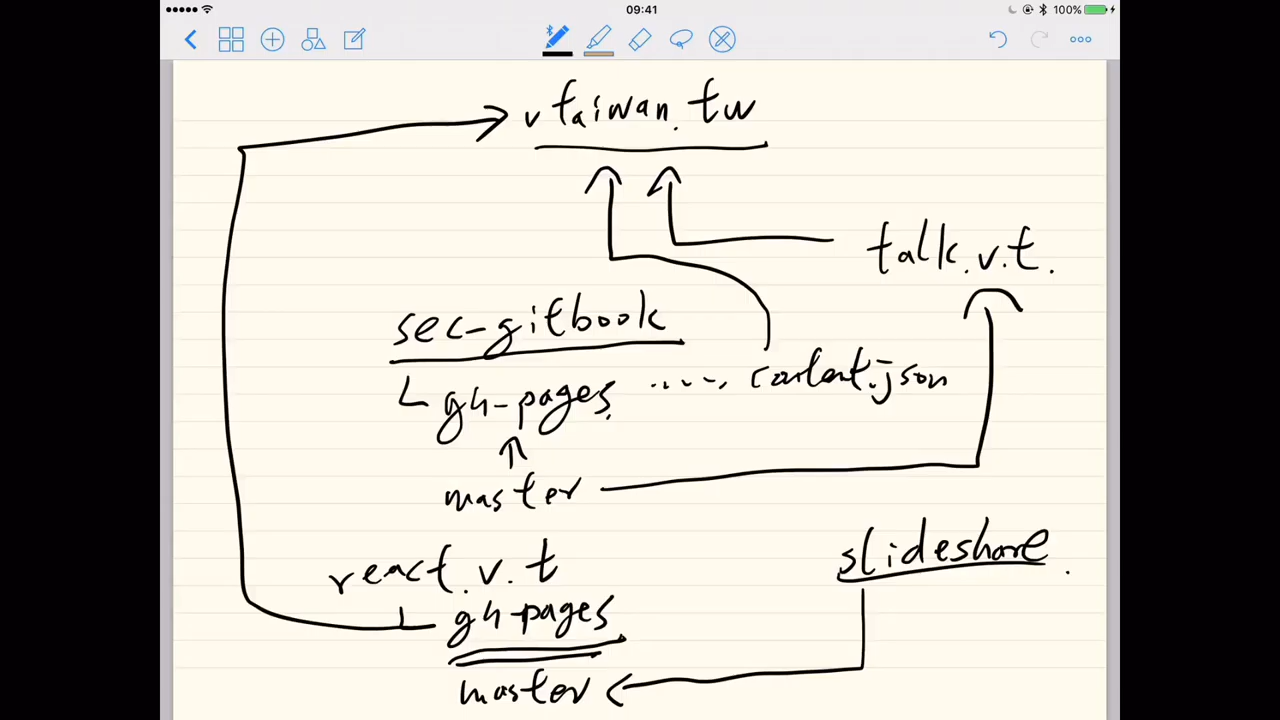 09:41
100%
vtaiwan.tw
talk.v.t.
sec-gitbook
gh-pages ..... content.json
master
slideshare.
react.v.t
gh-pages
master